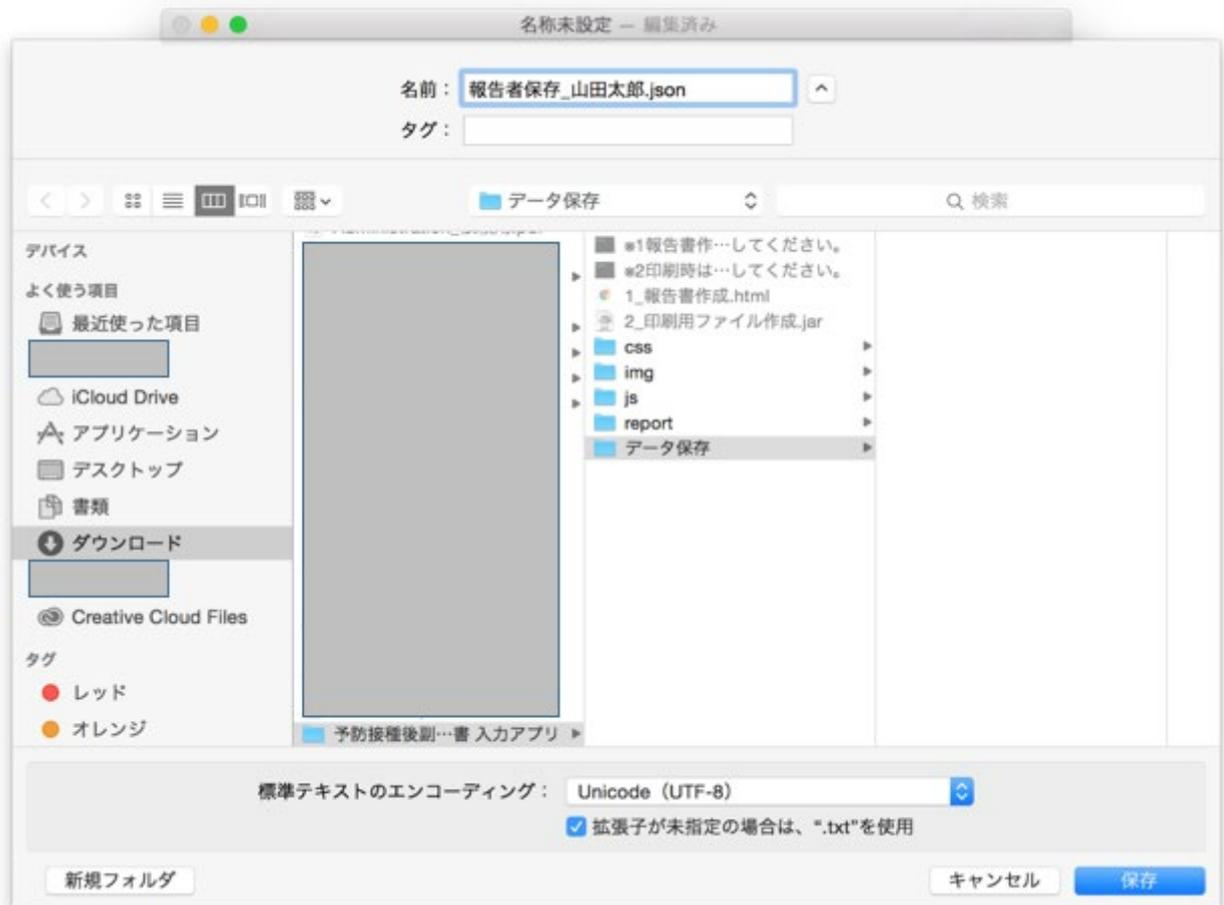 名称未設定 — 編集済み
名前：
報告者保存_山田太郎.json
タグ：
データ保存
検索
デバイス
よく使う項目
最近使った項目
iCloud Drive
アプリケーション
デスクトップ
書類
ダウンロード
Creative Cloud Files
タグ
レッド
オレンジ
予防接種後副…書 入力アプリ
※1報告書作…してください。
※2印刷時は…してください。
1_報告書作成.html
2_印刷用ファイル作成.jar
css
img
js
report
データ保存
標準テキストのエンコーディング：
Unicode（UTF-8）
拡張子が未指定の場合は、“.txt”を使用
新規フォルダ
キャンセル
保存